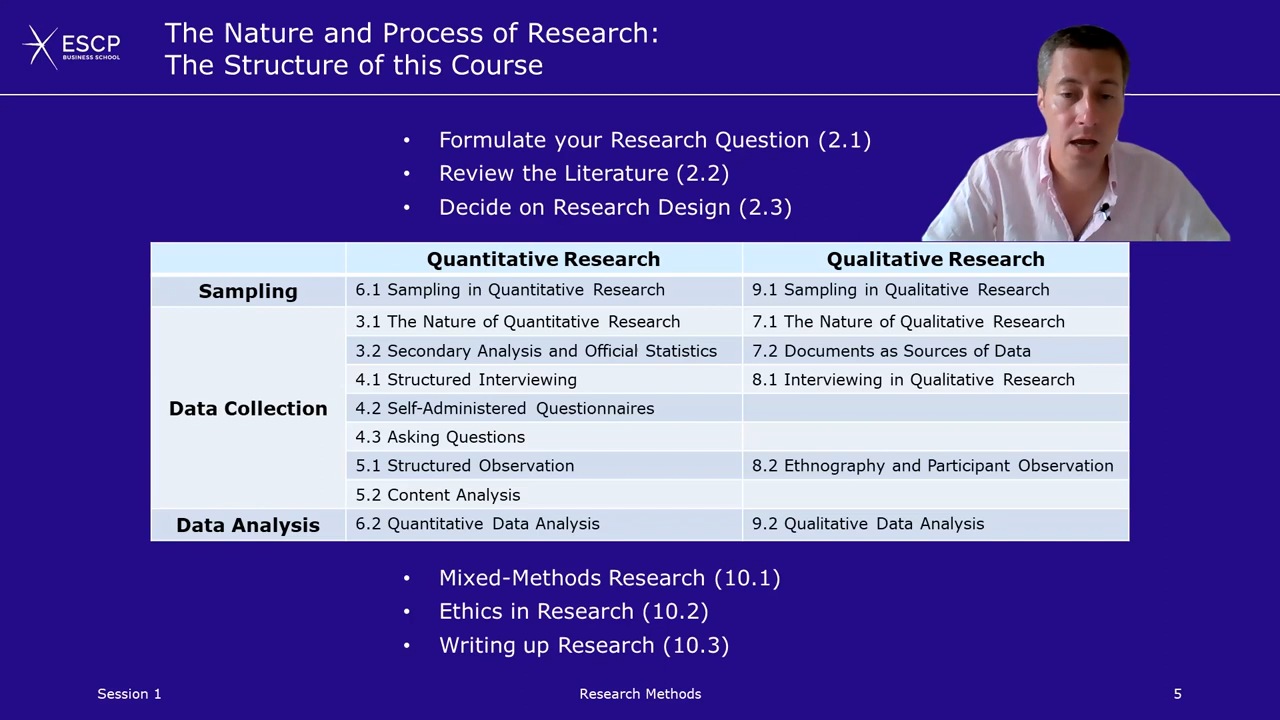 ESCP
BUSINESS SCHOOL
The Nature and Process of Research:
The Structure of this Course
• Formulate your Research Question (2.1)
• Review the Literature (2.2)
• Decide on Research Design (2.3)
Quantitative Research Qualitative Research
Sampling 6.1 Sampling in Quantitative Research 9.1 Sampling in Qualitative Research
3.1 The Nature of Quantitative Research 7.1 The Nature of Qualitative Research
3.2 Secondary Analysis and Official Statistics 7.2 Documents as Sources of Data
4.1 Structured Interviewing 8.1 Interviewing in Qualitative Research
Data Collection 4.2 Self-Administered Questionnaires
4.3 Asking Questions
5.1 Structured Observation 8.2 Ethnography and Participant Observation
5.2 Content Analysis
Data Analysis 6.2 Quantitative Data Analysis 9.2 Qualitative Data Analysis
• Mixed-Methods Research (10.1)
• Ethics in Research (10.2)
• Writing up Research (10.3)
Session 1 Research Methods 5